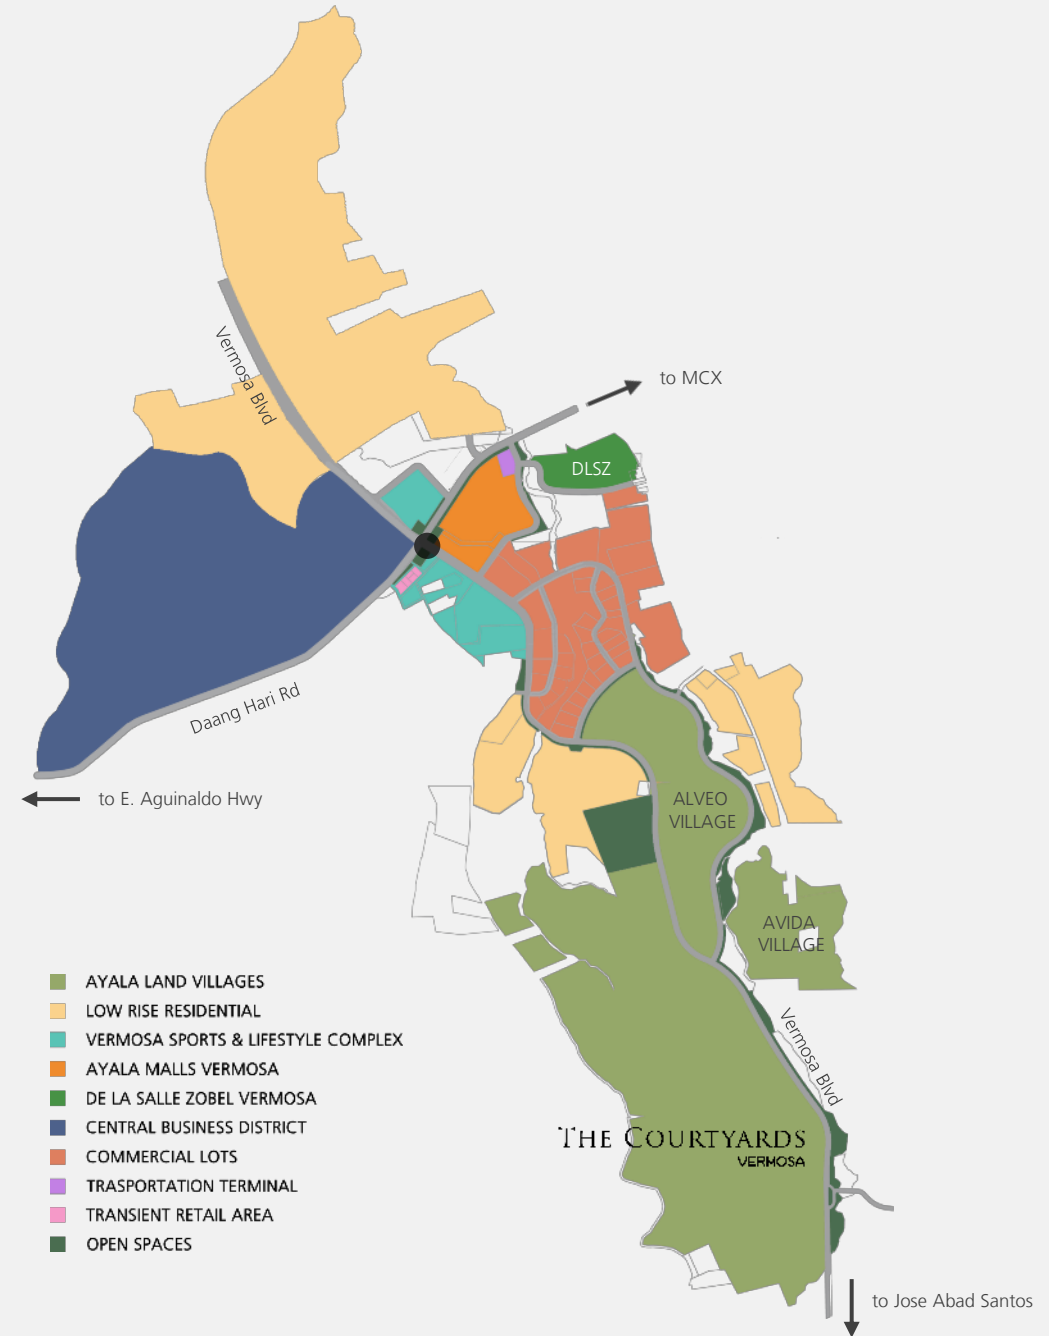 to MCX
Vermosa Blvd
DLSZ
Daang Hari Rd
to E. Aguinaldo Hwy
ALVEO
VILLAGE
AVIDA
VILLAGE
AYALA LAND VILLAGES
LOW RISE RESIDENTIAL
VERMOSA SPORTS & LIFESTYLE COMPLEX
AYALA MALLS VERMOSA
DE LA SALLE ZOBEL VERMOSA
CENTRAL BUSINESS DISTRICT
COMMERCIAL LOTS
TRASPORTATION TERMINAL
TRANSIENT RETAIL AREA
OPEN SPACES
Vermosa Blvd
THE COURTYARDS
VERMOSA
to Jose Abad Santos